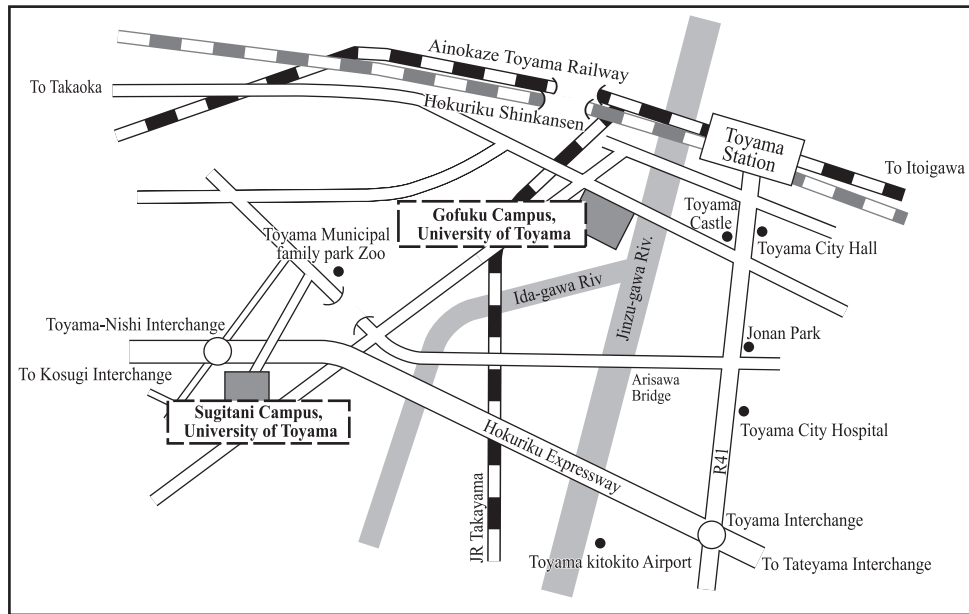 Ainokaze Toyama Railway
To Takaoka
Hokuriku Shinkansen
Toyama
Station
To Itoigawa
Gofuku Campus,
University of Toyama
Toyama
Castle
Toyama City Hall
Toyama Municipal
family park Zoo
Ida-gawa Riv
Jinzu-gawa Riv.
Toyama-Nishi Interchange
Jonan Park
To Kosugi Interchange
Arisawa
Bridge
Sugitani Campus,
University of Toyama
Toyama City Hospital
Hokuriku Expressway
R41
JR Takayama
Toyama Interchange
Toyama kitokito Airport
To Tateyama Interchange